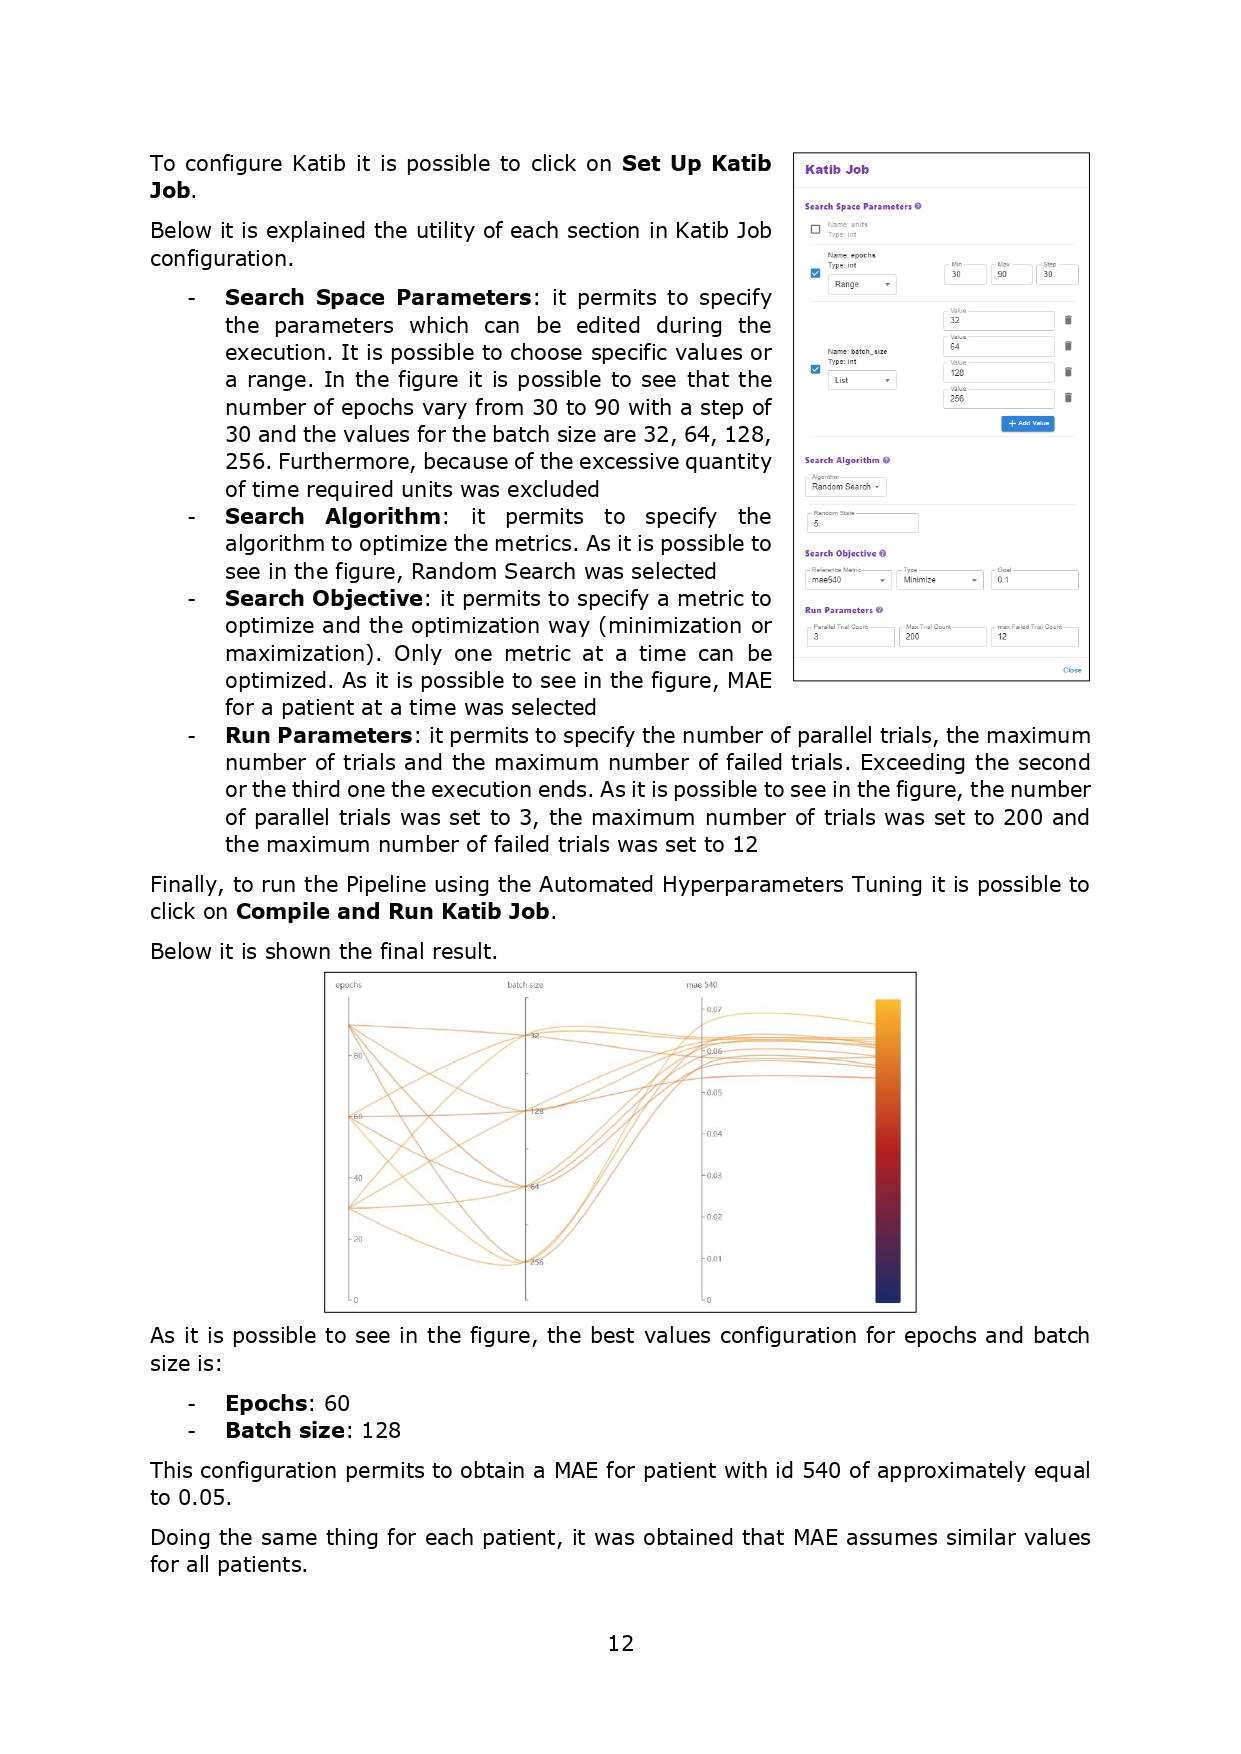 To configure Katib it is possible to click on Set Up Katib
Job.
Below it is explained the utility of each section in Katib Job
configuration.
- Search Space Parameters: it permits to specify
the parameters which can be edited during the
execution. It is possible to choose specific values or
a range. In the figure it is possible to see that the
number of epochs vary from 30 to 90 with a step of
30 and the values for the batch size are 32, 64, 128,
256. Furthermore, because of the excessive quantity
of time required units was excluded
- Search Algorithm: it permits to specify the
algorithm to optimize the metrics. As it is possible to
see in the figure, Random Search was selected
- Search Objective: it permits to specify a metric to
optimize and the optimization way (minimization or
maximization). Only one metric at a time can be
optimized. As it is possible to see in the figure, MAE
for a patient at a time was selected
Katib Job
Search Space Parameters
Name: units
Type: int
Name: epochs
Type: int
Range
Min Max Step
30 90 30
Name: batch_size
Type: int
List
Value
32
Value
64
Value
128
Value
256
+ Add Value
Search Algorithm
Algorithm
Random Search
Random State
5
Search Objective
Reference Metric Type Goal
mae540 Minimize 0.1
Run Parameters
Parallel Trial Count Max Trial Count max Failed Trial Count
3 200 12
Close
- Run Parameters: it permits to specify the number of parallel trials, the maximum
number of trials and the maximum number of failed trials. Exceeding the second
or the third one the execution ends. As it is possible to see in the figure, the number
of parallel trials was set to 3, the maximum number of trials was set to 200 and
the maximum number of failed trials was set to 12
Finally, to run the Pipeline using the Automated Hyperparameters Tuning it is possible to
click on Compile and Run Katib Job.
Below it is shown the final result.
epochs batch size mae 540
80
60
40
20
0
32
128
64
256
0.07
0.06
0.05
0.04
0.03
0.02
0.01
0
As it is possible to see in the figure, the best values configuration for epochs and batch
size is:
- Epochs: 60
- Batch size: 128
This configuration permits to obtain a MAE for patient with id 540 of approximately equal
to 0.05.
Doing the same thing for each patient, it was obtained that MAE assumes similar values
for all patients.
12